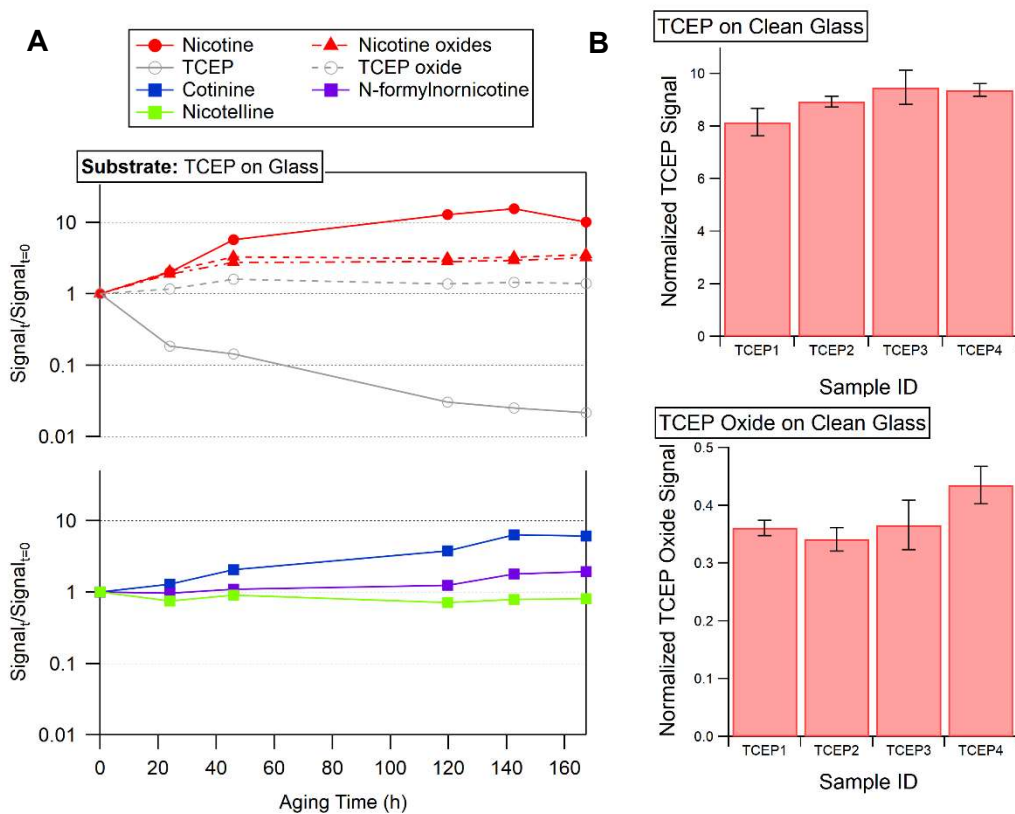 A
Nicotine Nicotine oxides
TCEP TCEP oxide
Cotinine N-formylnornicotine
Nicotelline
Substrate: TCEP on Glass
10
1
0.1
0.01
Signalt/Signalt=0
10
1
0.1
0.01
Signalt/Signalt=0
0 20 40 60 80 100 120 140 160
Aging Time (h)
B
TCEP on Clean Glass
10
8
6
4
2
0
Normalized TCEP Signal
TCEP1 TCEP2 TCEP3 TCEP4
Sample ID
TCEP Oxide on Clean Glass
0.5
0.4
0.3
0.2
0.1
0.0
Normalized TCEP Oxide Signal
TCEP1 TCEP2 TCEP3 TCEP4
Sample ID